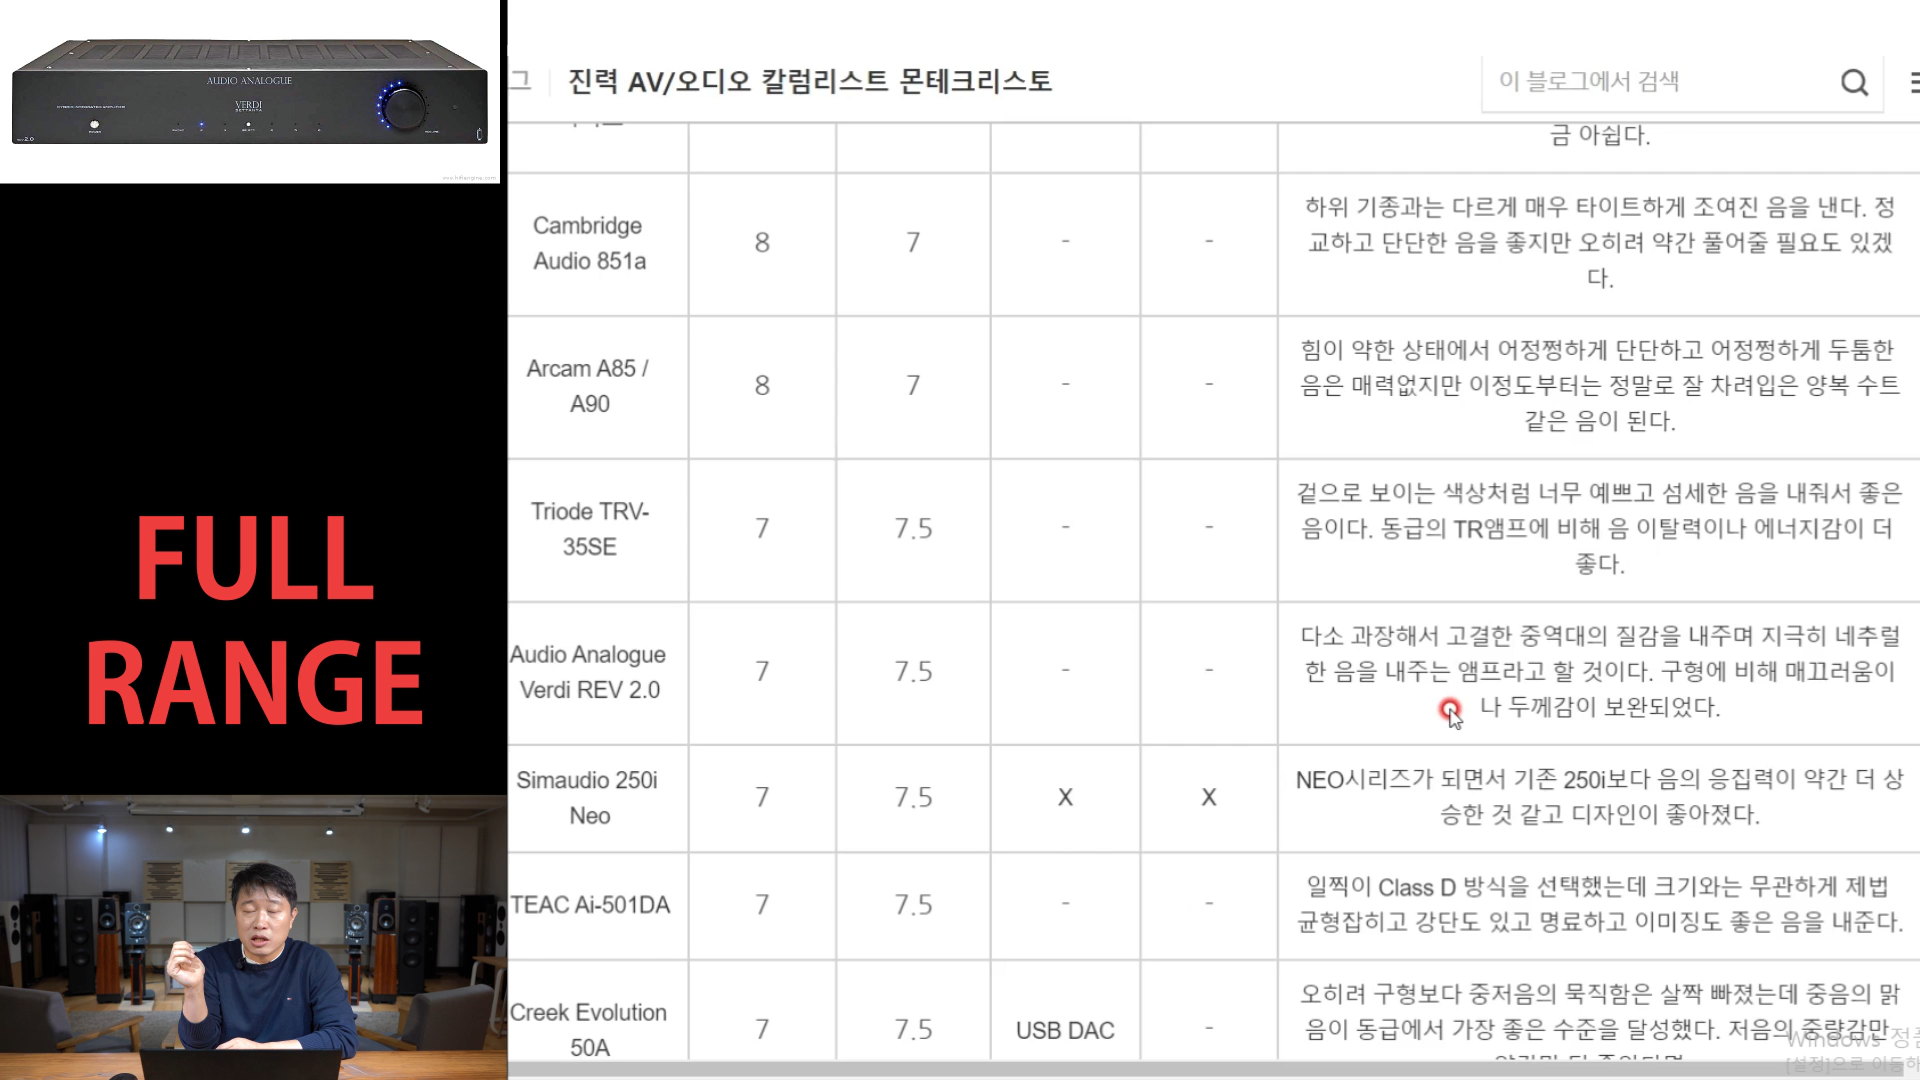 AUDIO ANALOGUE
VERDI
SETTANTA
www.hifiengine.com
FULL
RANGE
그
진력 AV/오디오 칼럼리스트 몬테크리스토
이 블로그에서 검색
금 아쉽다.
Cambridge
Audio 851a
8
7
-
-
하위 기종과는 다르게 매우 타이트하게 조여진 음을 낸다. 정
교하고 단단한 음을 좋지만 오히려 약간 풀어줄 필요도 있겠
다.
Arcam A85 /
A90
8
7
-
-
힘이 약한 상태에서 어정쩡하게 단단하고 어정쩡하게 두툼한
음은 매력없지만 이정도부터는 정말로 잘 차려입은 양복 수트
같은 음이 된다.
Triode TRV-
35SE
7
7.5
-
-
겉으로 보이는 색상처럼 너무 예쁘고 섬세한 음을 내줘서 좋은
음이다. 동급의 TR앰프에 비해 음 이탈력이나 에너지감이 더
좋다.
Audio Analogue
Verdi REV 2.0
7
7.5
-
-
다소 과장해서 고결한 중역대의 질감을 내주며 지극히 네추럴
한 음을 내주는 앰프라고 할 것이다. 구형에 비해 매끄러움이
나 두께감이 보완되었다.
Simaudio 250i
Neo
7
7.5
X
X
NEO시리즈가 되면서 기존 250i보다 음의 응집력이 약간 더 상
승한 것 같고 디자인이 좋아졌다.
TEAC Ai-501DA
7
7.5
-
-
일찍이 Class D 방식을 선택했는데 크기와는 무관하게 제법
균형잡히고 강단도 있고 명료하고 이미징도 좋은 음을 내준다.
Creek Evolution
50A
7
7.5
USB DAC
-
오히려 구형보다 중저음의 묵직함은 살짝 빠졌는데 중음의 맑
음이 동급에서 가장 좋은 수준을 달성했다. 저음의 중량감만
Windows 정품
[설정]으로 이동하